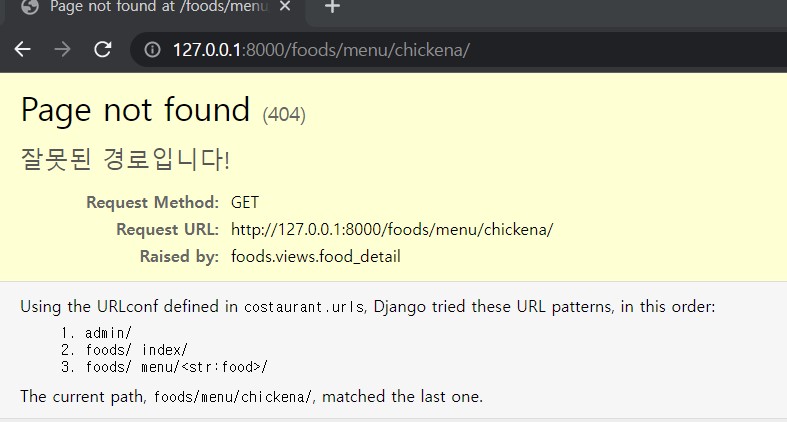 Page not found at /foods/menu
127.0.0.1:8000/foods/menu/chickena/
Page not found (404)
잘못된 경로입니다!
Request Method: GET
Request URL: http://127.0.0.1:8000/foods/menu/chickena/
Raised by: foods.views.food_detail
Using the URLconf defined in costaurant.urls, Django tried these URL patterns, in this order:
1. admin/
2. foods/ index/
3. foods/ menu/<str:food>/
The current path, foods/menu/chickena/, matched the last one.